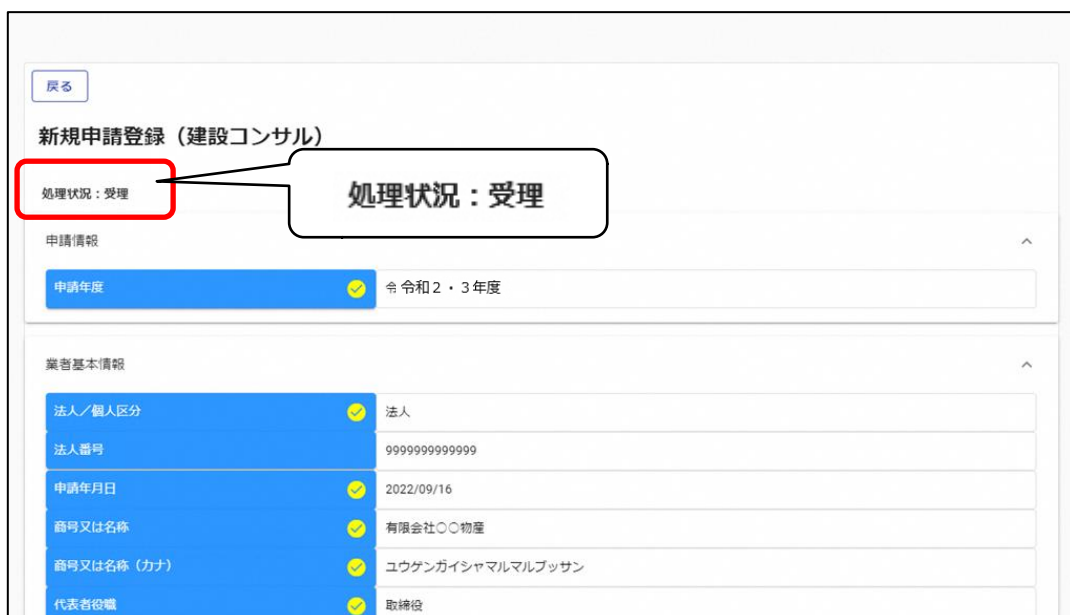 戻る
新規申請登録（建設コンサル）
処理状況：受理
処理状況：受理
申請情報
申請年度 令 令和２・３年度
業者基本情報
法人／個人区分 法人
法人番号 9999999999999
申請年月日 2022/09/16
商号又は名称 有限会社○○物産
商号又は名称（カナ） ユウゲンガイシャマルマルブッサン
代表者役職 取締役